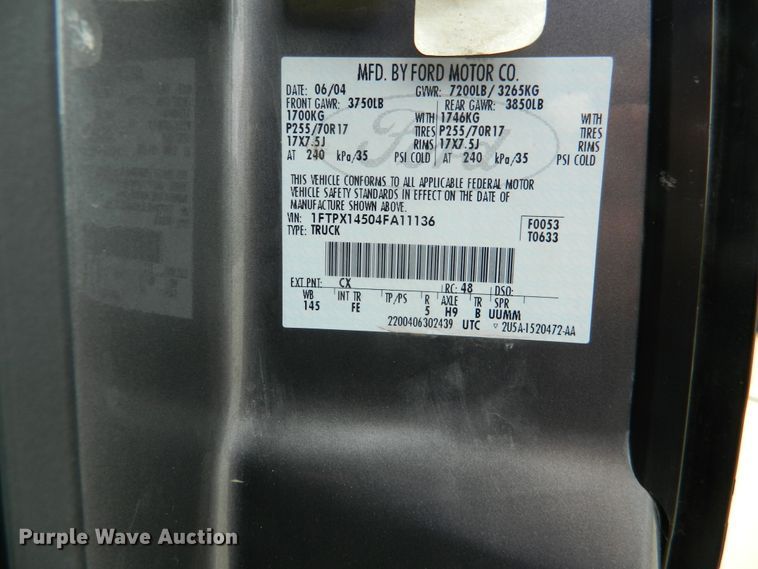 MFD. BY FORD MOTOR CO.
DATE: 06/04 GVWR: 7200LB / 3265KG
FRONT GAWR: 3750LB REAR GAWR: 3850LB
1700KG WITH 1746KG WITH
P255/70R17 TIRES P255/70R17 TIRES
17X7.5J RIMS 17X7.5J RIMS
AT 240 kPa/35 PSI COLD AT 240 kPa/35 PSI COLD
Ford
THIS VEHICLE CONFORMS TO ALL APPLICABLE FEDERAL MOTOR
VEHICLE SAFETY STANDARDS IN EFFECT ON THE DATE OF
MANUFACTURE SHOWN ABOVE.
VIN: 1FTPX14504FA11136 F0053
TYPE: TRUCK T0633
EXT PNT: CX RC: 48 DSO:
WB INT TR TP/PS R AXLE TR SPR
145 FE 5 H9 B UUMM
2200406302439 UTC ▽ 2U5A-1520472-AA
Purple Wave Auction